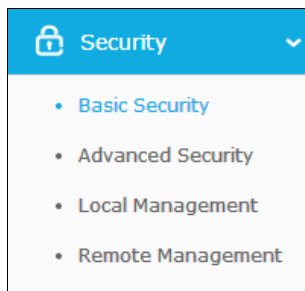 Security
Basic Security
Advanced Security
Local Management
Remote Management